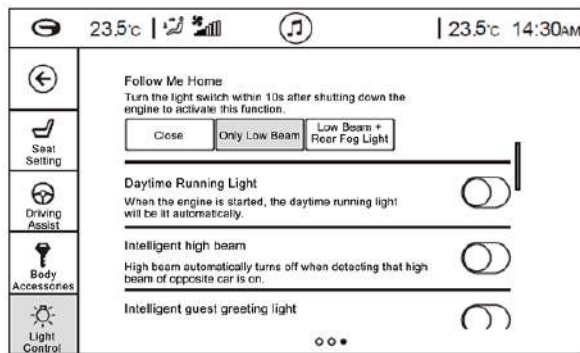 23.5°c 23.5°c 14:30AM
Follow Me Home
Turn the light switch within 10s after shutting down the
engine to activate this function.
Close Only Low Beam Low Beam +
Rear Fog Light
Seat
Setting
Daytime Running Light
When the engine is started, the daytime running light
will be lit automatically.
Driving
Assist
Intelligent high beam
High beam automatically turns off when detecting that high
beam of opposite car is on.
Body
Accessories
Intelligent guest greeting light
Light
Control